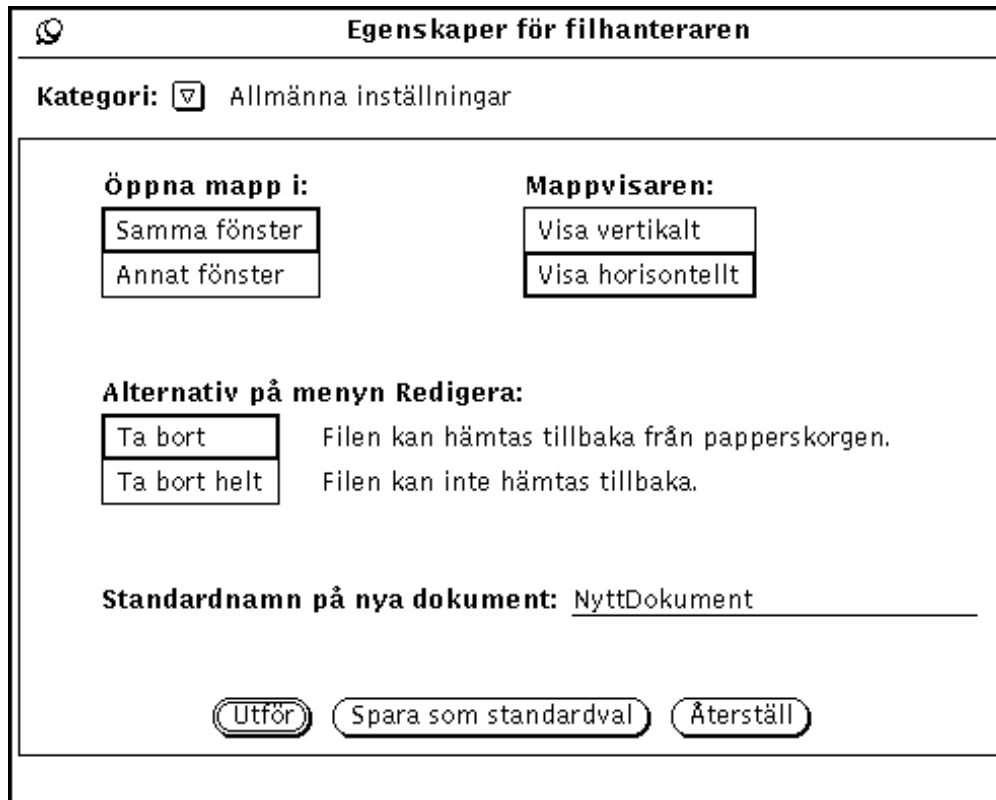 Egenskaper för filhanteraren
Kategori: Allmänna inställningar
Öppna mapp i:
Samma fönster
Annat fönster
Mappvisaren:
Visa vertikalt
Visa horisontellt
Alternativ på menyn Redigera:
Ta bort Filen kan hämtas tillbaka från papperskorgen.
Ta bort helt Filen kan inte hämtas tillbaka.
Standardnamn på nya dokument: NyttDokument
Utför Spara som standardval Återställ